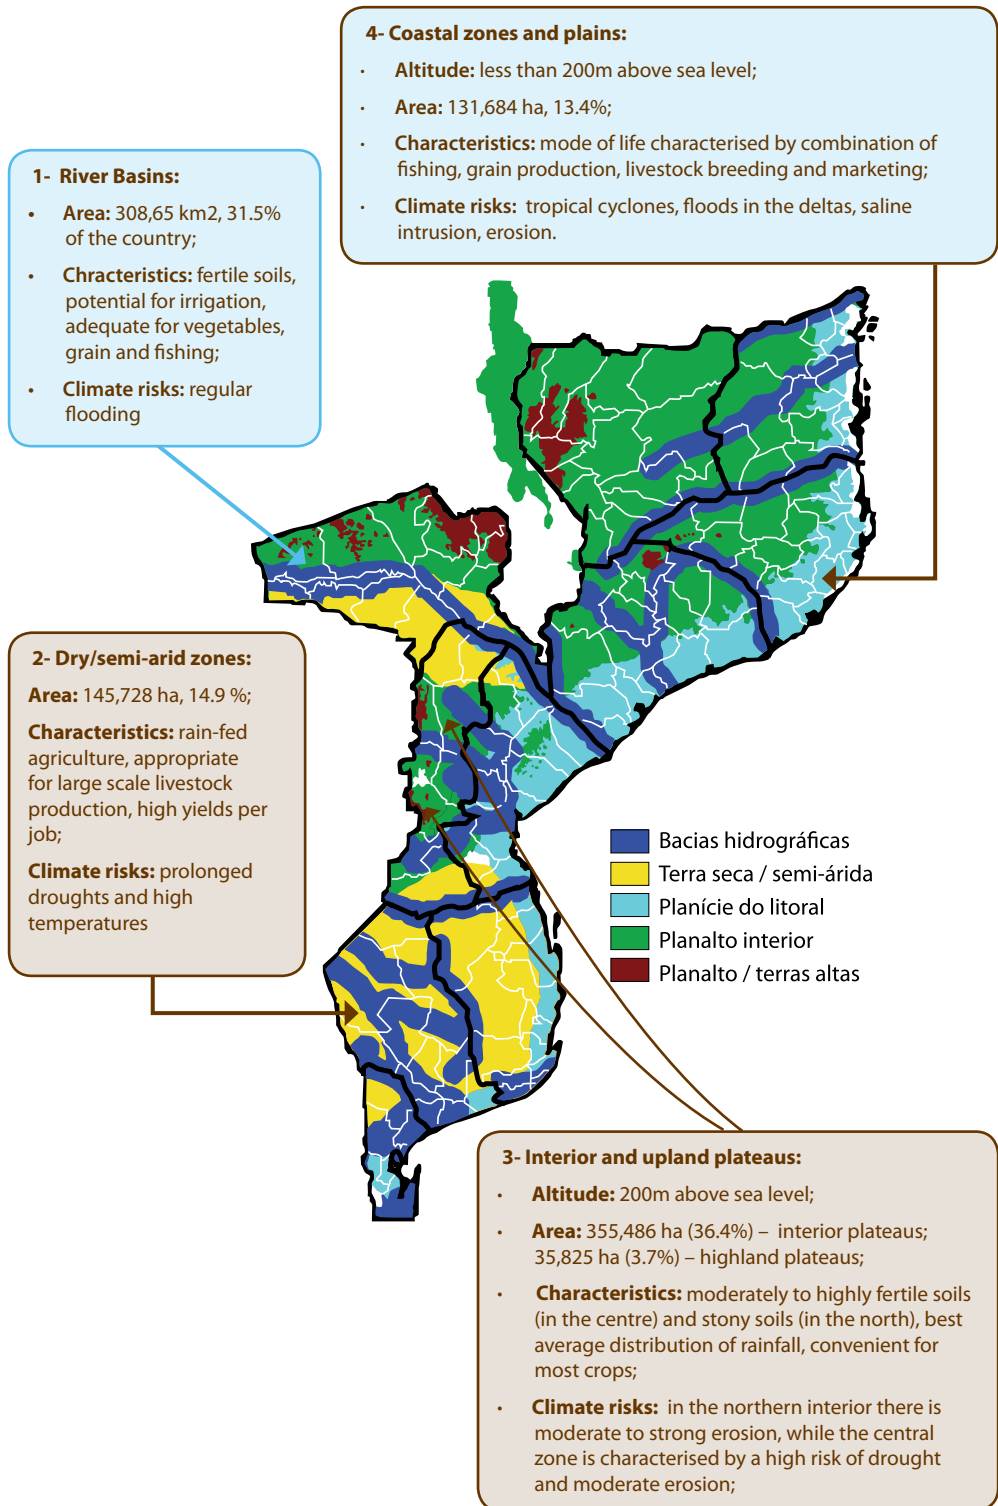 4- Coastal zones and plains:
· Altitude: less than 200m above sea level;
· Area: 131,684 ha, 13.4%;
· Characteristics: mode of life characterised by combination of
fishing, grain production, livestock breeding and marketing;
· Climate risks: tropical cyclones, floods in the deltas, saline
intrusion, erosion.
1- River Basins:
• Area: 308,65 km2, 31.5%
of the country;
• Chracteristics: fertile soils,
potential for irrigation,
adequate for vegetables,
grain and fishing;
• Climate risks: regular
flooding
2- Dry/semi-arid zones:
Area: 145,728 ha, 14.9 %;
Characteristics: rain-fed
agriculture, appropriate
for large scale livestock
production, high yields per
job;
Climate risks: prolonged
droughts and high
temperatures
Bacias hidrográficas
Terra seca / semi-árida
Planície do litoral
Planalto interior
Planalto / terras altas
3- Interior and upland plateaus:
· Altitude: 200m above sea level;
· Area: 355,486 ha (36.4%) – interior plateaus;
35,825 ha (3.7%) – highland plateaus;
· Characteristics: moderately to highly fertile soils
(in the centre) and stony soils (in the north), best
average distribution of rainfall, convenient for
most crops;
· Climate risks: in the northern interior there is
moderate to strong erosion, while the central
zone is characterised by a high risk of drought
and moderate erosion;